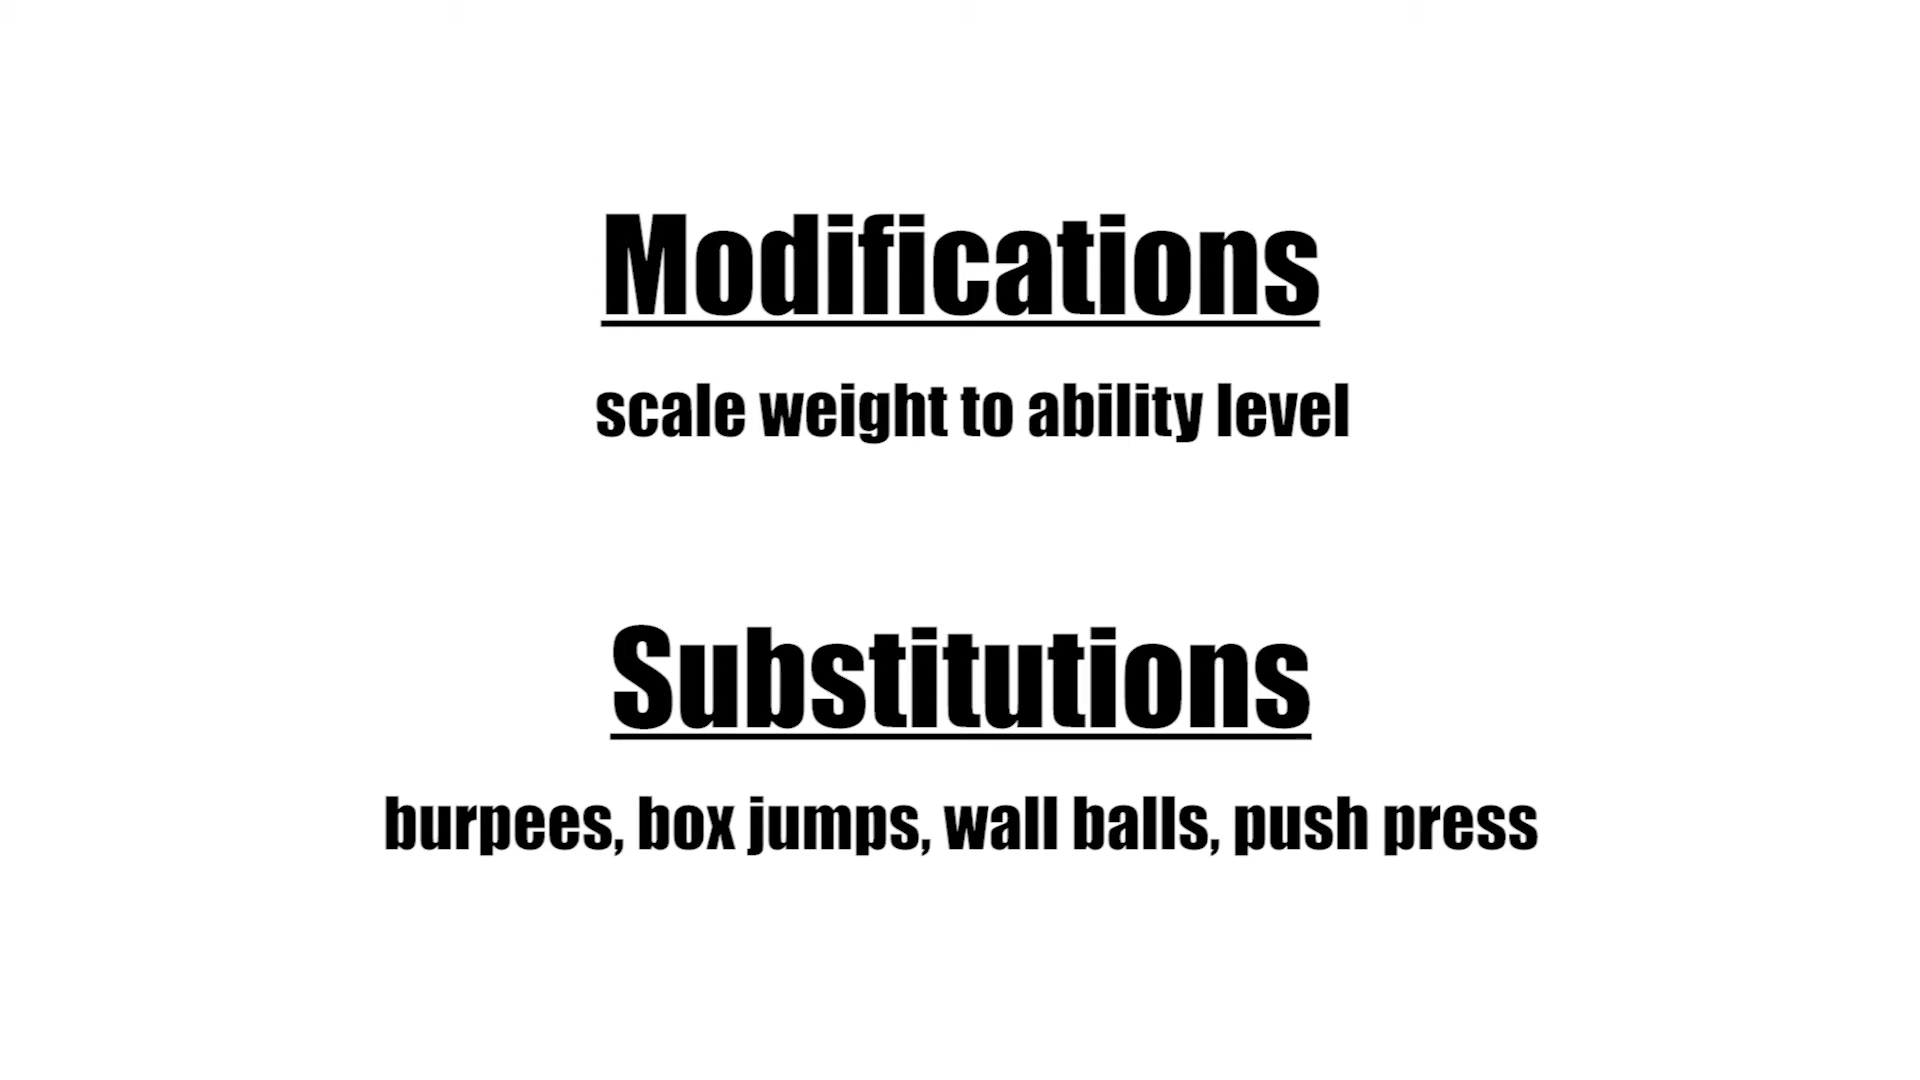 Modifications
scale weight to ability level
Substitutions
burpees, box jumps, wall balls, push press